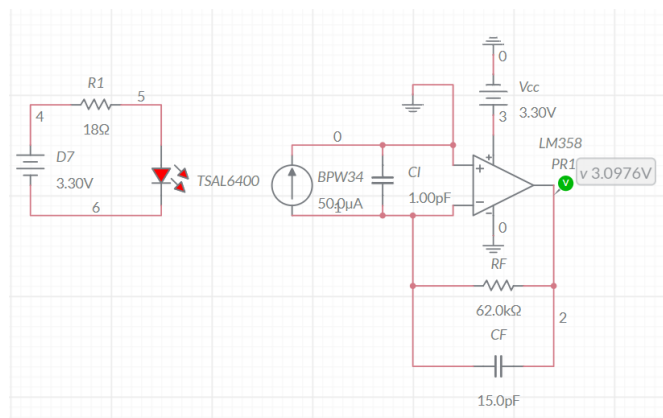 0
Vcc
3.30V
3
R1
5
4
18Ω
D7
3.30V
6
TSAL6400
0
BPW34
50.0µA
1
CI
1.00pF
LM358
PR1
V
v 3.0976V
+
−
+
−
0
RF
62.0kΩ
2
CF
15.0pF